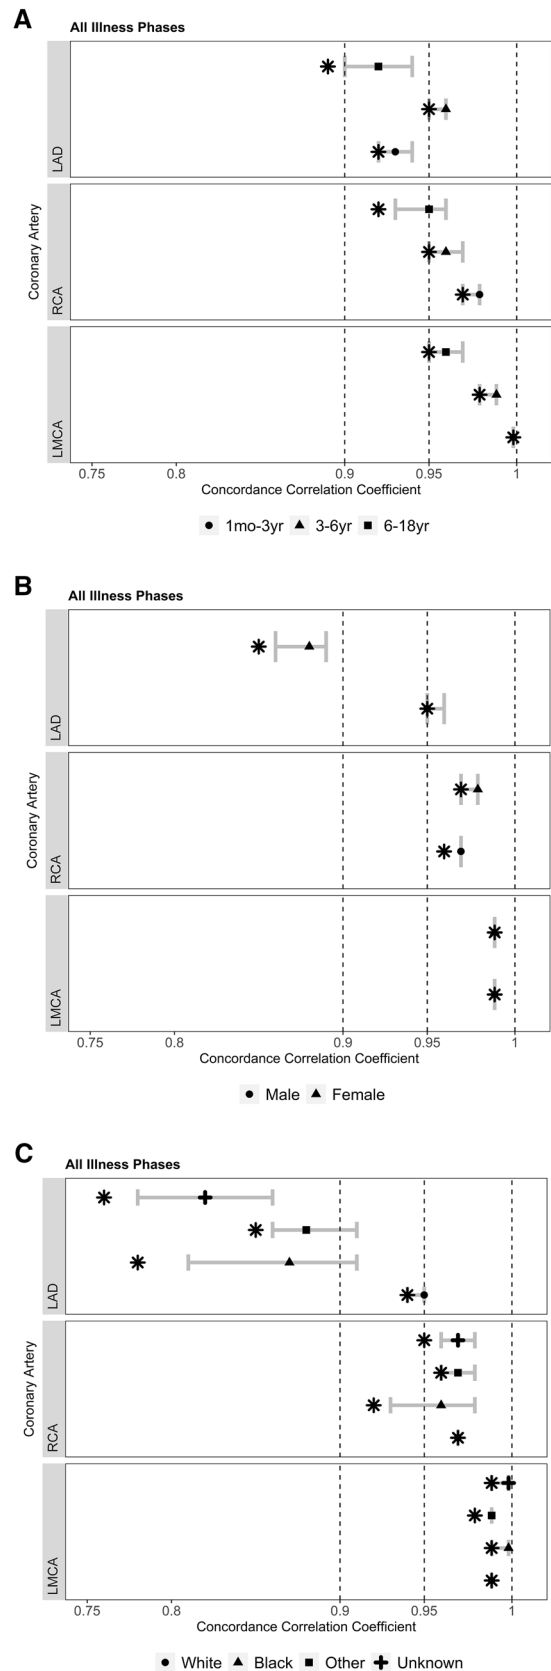 A
All Illness Phases
LAD
RCA
LMCA
Coronary Artery
0.75 0.8 0.9 0.95 1
Concordance Correlation Coefficient
1mo-3yr 3-6yr 6-18yr
B
All Illness Phases
LAD
RCA
LMCA
Coronary Artery
0.75 0.8 0.9 0.95 1
Concordance Correlation Coefficient
Male Female
C
All Illness Phases
LAD
RCA
LMCA
Coronary Artery
0.75 0.8 0.9 0.95 1
Concordance Correlation Coefficient
White Black Other Unknown